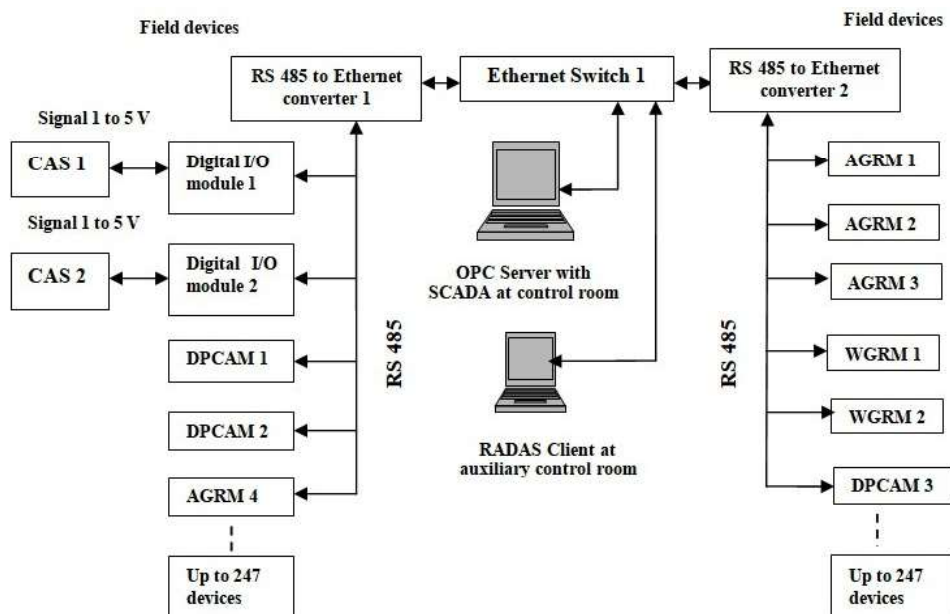 Field devices
Field devices
RS 485 to Ethernet
converter 1
Ethernet Switch 1
RS 485 to Ethernet
converter 2
Signal 1 to 5 V
CAS 1
Digital I/O
module 1
Signal 1 to 5 V
CAS 2
Digital I/O
module 2
DPCAM 1
DPCAM 2
AGRM 4
Up to 247
devices
RS 485
OPC Server with
SCADA at control room
RADAS Client at
auxiliary control room
RS 485
AGRM 1
AGRM 2
AGRM 3
WGRM 1
WGRM 2
DPCAM 3
Up to 247
devices